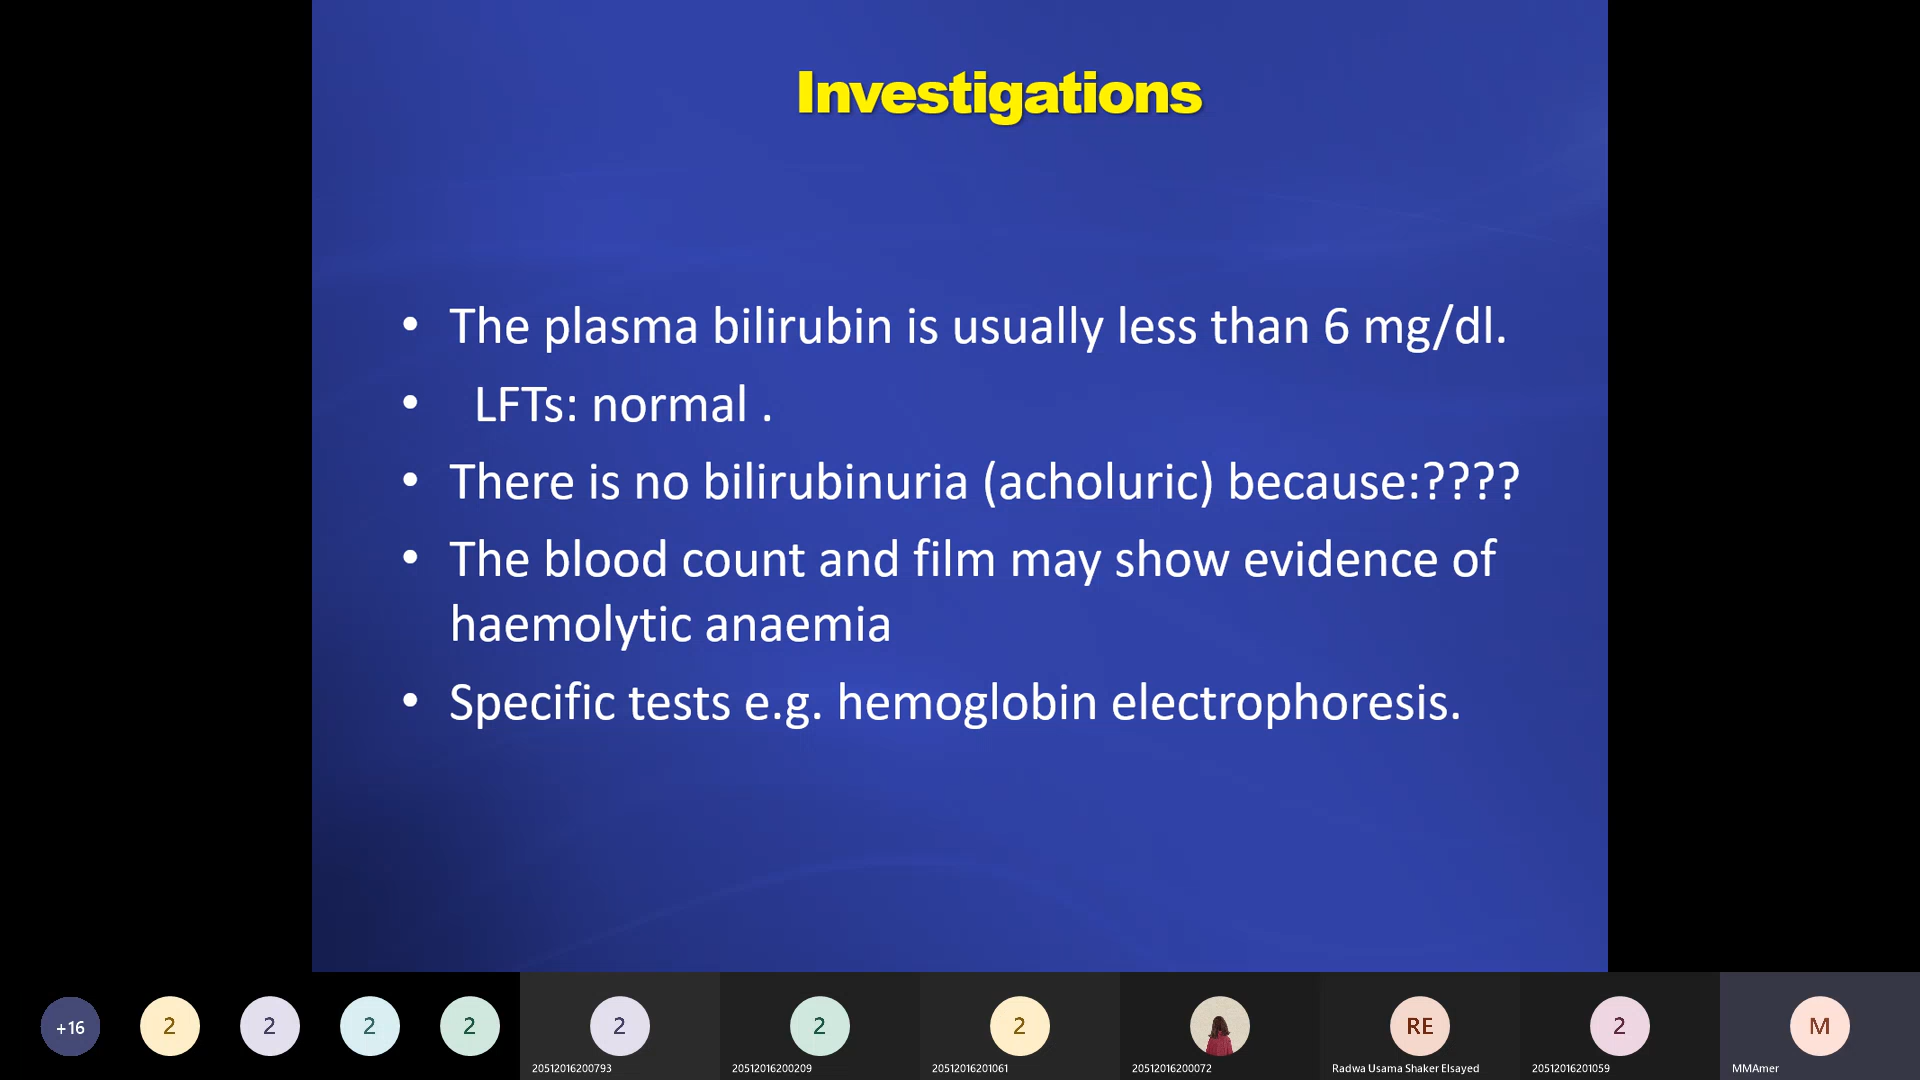 Investigations
• The plasma bilirubin is usually less than 6 mg/dl.
• LFTs: normal .
• There is no bilirubinuria (acholuric) because:????
• The blood count and film may show evidence of
haemolytic anaemia
• Specific tests e.g. hemoglobin electrophoresis.
+16
2
2
2
2
2
2
2
RE
2
M
20512016200793
20512016200209
20512016201061
20512016200072
Radwa Usama Shaker Elsayed
20512016201059
MMAmer